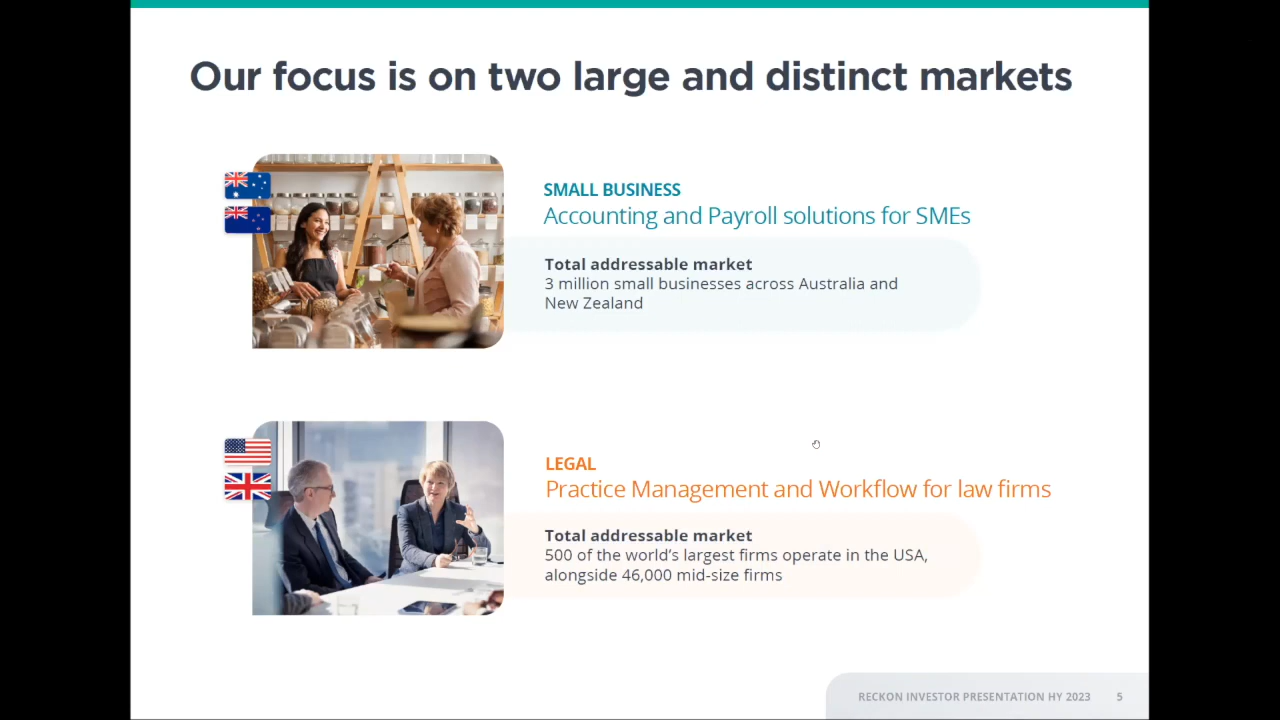 Our focus is on two large and distinct markets
SMALL BUSINESS
Accounting and Payroll solutions for SMEs
Total addressable market
3 million small businesses across Australia and
New Zealand
LEGAL
Practice Management and Workflow for law firms
Total addressable market
500 of the world’s largest firms operate in the USA,
alongside 46,000 mid-size firms
RECKON INVESTOR PRESENTATION HY 2023 5